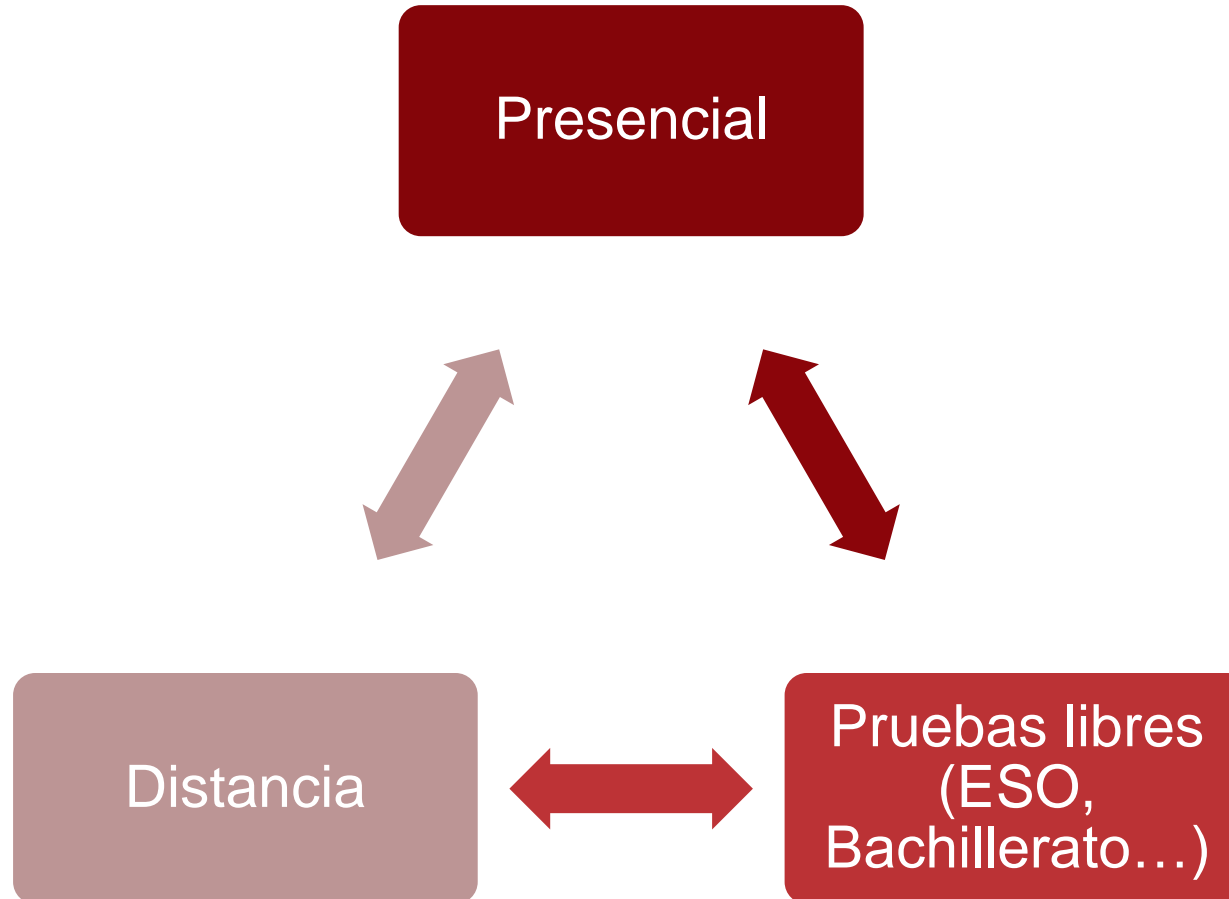 Presencial
Distancia
Pruebas libres
(ESO,
Bachillerato…)